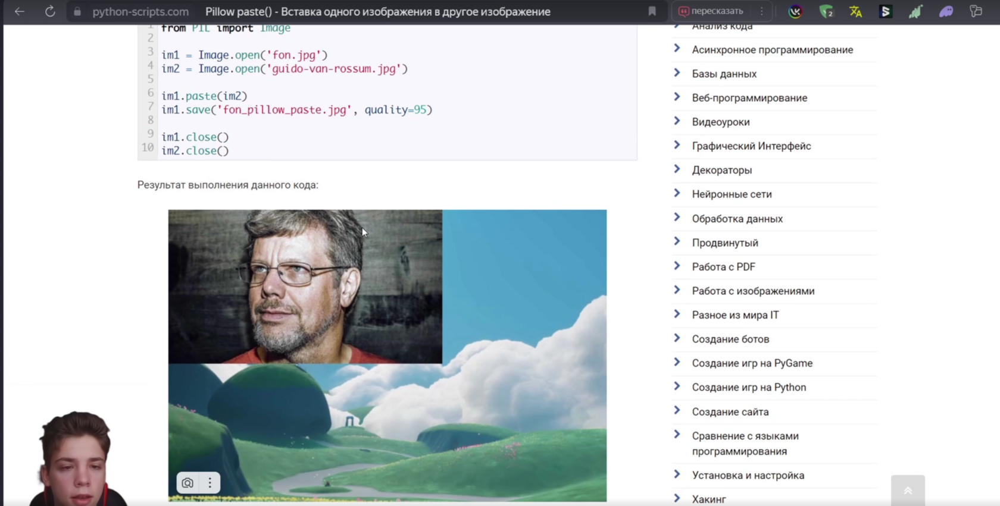 python-scripts.com Pillow paste() - Вставка одного изображения в другое изображение
пересказать
2
1 from PIL import Image
2
3 im1 = Image.open('fon.jpg')
4 im2 = Image.open('guido-van-rossum.jpg')
5
6 im1.paste(im2)
7 im1.save('fon_pillow_paste.jpg', quality=95)
8
9 im1.close()
10 im2.close()
Результат выполнения данного кода:
Анализ кода
Асинхронное программирование
Базы данных
Веб-программирование
Видеоуроки
Графический Интерфейс
Декораторы
Нейронные сети
Обработка данных
Продвинутый
Работа с PDF
Работа с изображениями
Разное из мира IT
Создание ботов
Создание игр на PyGame
Создание игр на Python
Создание сайта
Сравнение с языками
программирования
Установка и настройка
Хакинг